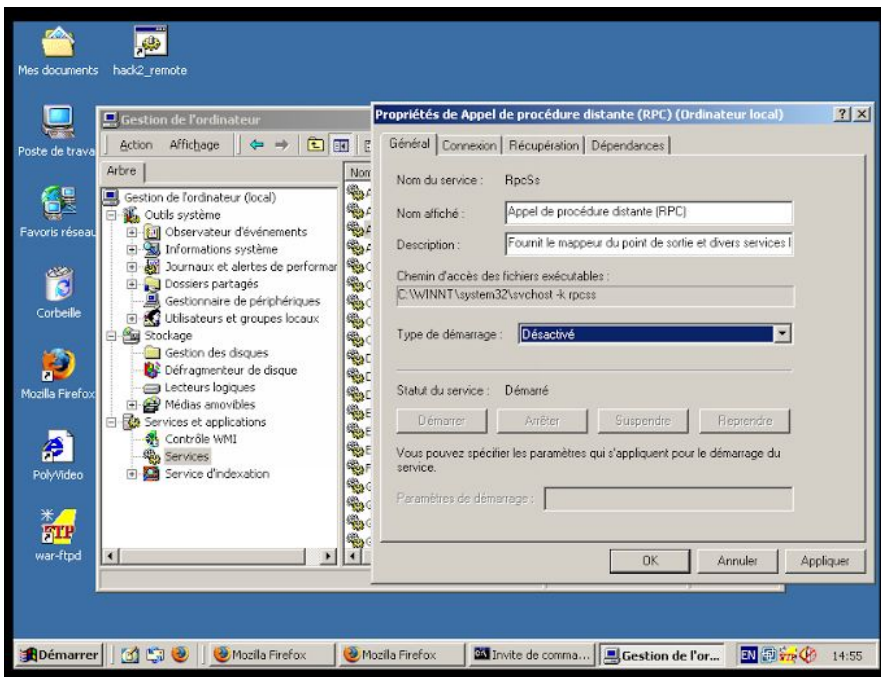 Mes documents
hack2_remote
Poste de trava
Favoris réseau
Corbeille
Mozilla Firefox
PolyVideo
war-ftpd
Gestion de l'ordinateur
Action Affichage
Arbre
Nom
Gestion de l'ordinateur (local)
Outils système
Observateur d'événements
Informations système
Journaux et alertes de performar
Dossiers partagés
Gestionnaire de périphériques
Utilisateurs et groupes locaux
Stockage
Gestion des disques
Défragmenteur de disque
Lecteurs logiques
Médias amovibles
Services et applications
Contrôle WMI
Services
Service d'indexation
Propriétés de Appel de procédure distante (RPC) (Ordinateur local)
Général Connexion Récupération Dépendances
Nom du service : RpcSs
Nom affiché : Appel de procédure distante (RPC)
Description : Fournit le mappeur du point de sortie et divers services l
Chemin d'accès des fichiers exécutables :
C:\WINNT\system32\svchost -k rpcss
Type de démarrage : Désactivé
Statut du service : Démarré
Démarrer Arrêter Suspendre Reprendre
Vous pouvez spécifier les paramètres qui s'appliquent pour le démarrage du
service.
Paramètres de démarrage :
OK Annuler Appliquer
Démarrer Mozilla Firefox Mozilla Firefox Invite de comma... Gestion de l'or... EN 14:55